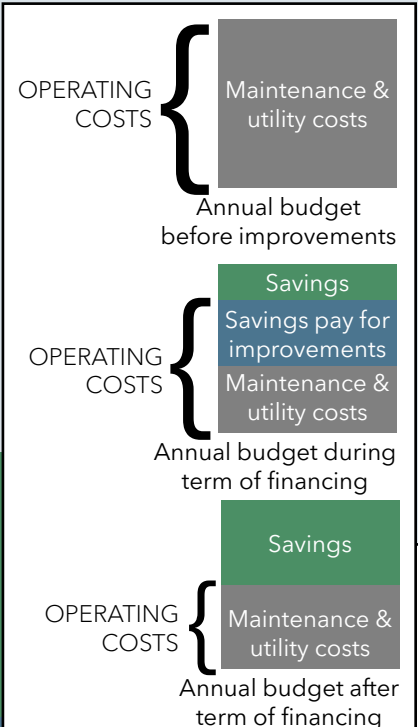 OPERATING
COSTS
Maintenance &
utility costs
Annual budget
before improvements
Savings
Savings pay for
improvements
OPERATING
COSTS
Maintenance &
utility costs
Annual budget during
term of financing
Savings
OPERATING
COSTS
Maintenance &
utility costs
Annual budget after
term of financing